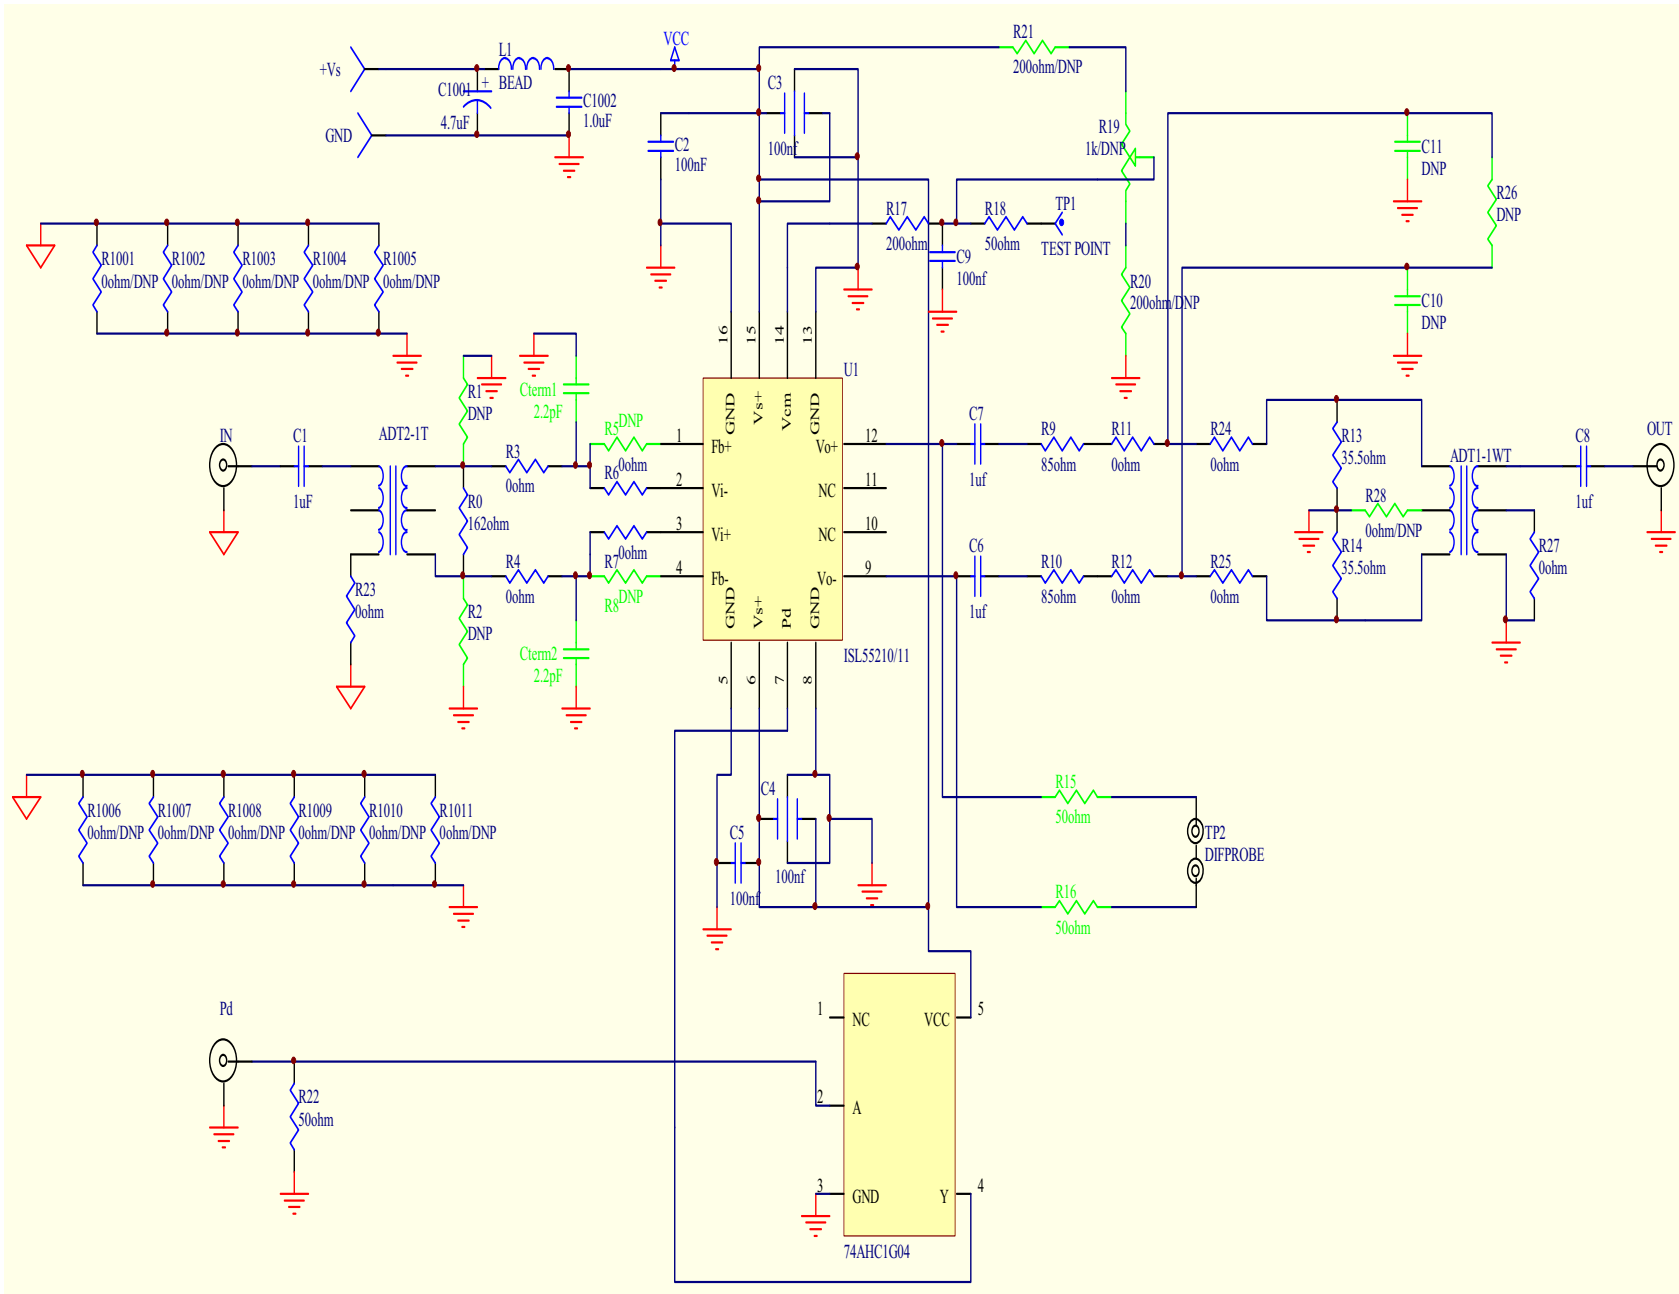 VCC
R21
200ohm/DNP
+Vs
L1
BEAD
C1001
+
4.7uF
C1002
1.0uF
GND
C3
100nf
C2
100nF
R19
1k/DNP
C11
DNP
R26
DNP
R17
200ohm
R18
50ohm
TP1
TEST POINT
C9
100nf
R20
200ohm/DNP
C10
DNP
R1001
0ohm/DNP
R1002
0ohm/DNP
R1003
0ohm/DNP
R1004
0ohm/DNP
R1005
0ohm/DNP
16
15
14
13
U1
GND
Vs+
Vcm
GND
R1
DNP
Cterm1
2.2pF
IN
C1
1uF
ADT2-1T
R3
0ohm
R5
DNP
0ohm
R6
R0
162ohm
0ohm
R7
R4
0ohm
R8
DNP
R23
0ohm
R2
DNP
Cterm2
2.2pF
1
Fb+
2
Vi-
3
Vi+
4
Fb-
Vo+
12
NC
11
NC
10
Vo-
9
GND
Vs+
Pd
GND
5
6
7
8
ISL55210/11
C7
1uf
R9
85ohm
R11
0ohm
R24
0ohm
C6
1uf
R10
85ohm
R12
0ohm
R25
0ohm
R13
35.5ohm
R28
0ohm/DNP
R14
35.5ohm
ADT1-1WT
C8
1uf
OUT
R27
0ohm
R1006
0ohm/DNP
R1007
0ohm/DNP
R1008
0ohm/DNP
R1009
0ohm/DNP
R1010
0ohm/DNP
R1011
0ohm/DNP
C4
100nf
C5
100nf
R15
50ohm
TP2
DIFPROBE
R16
50ohm
Pd
R22
50ohm
1
NC
VCC
5
2
A
3
GND
Y
4
74AHC1G04